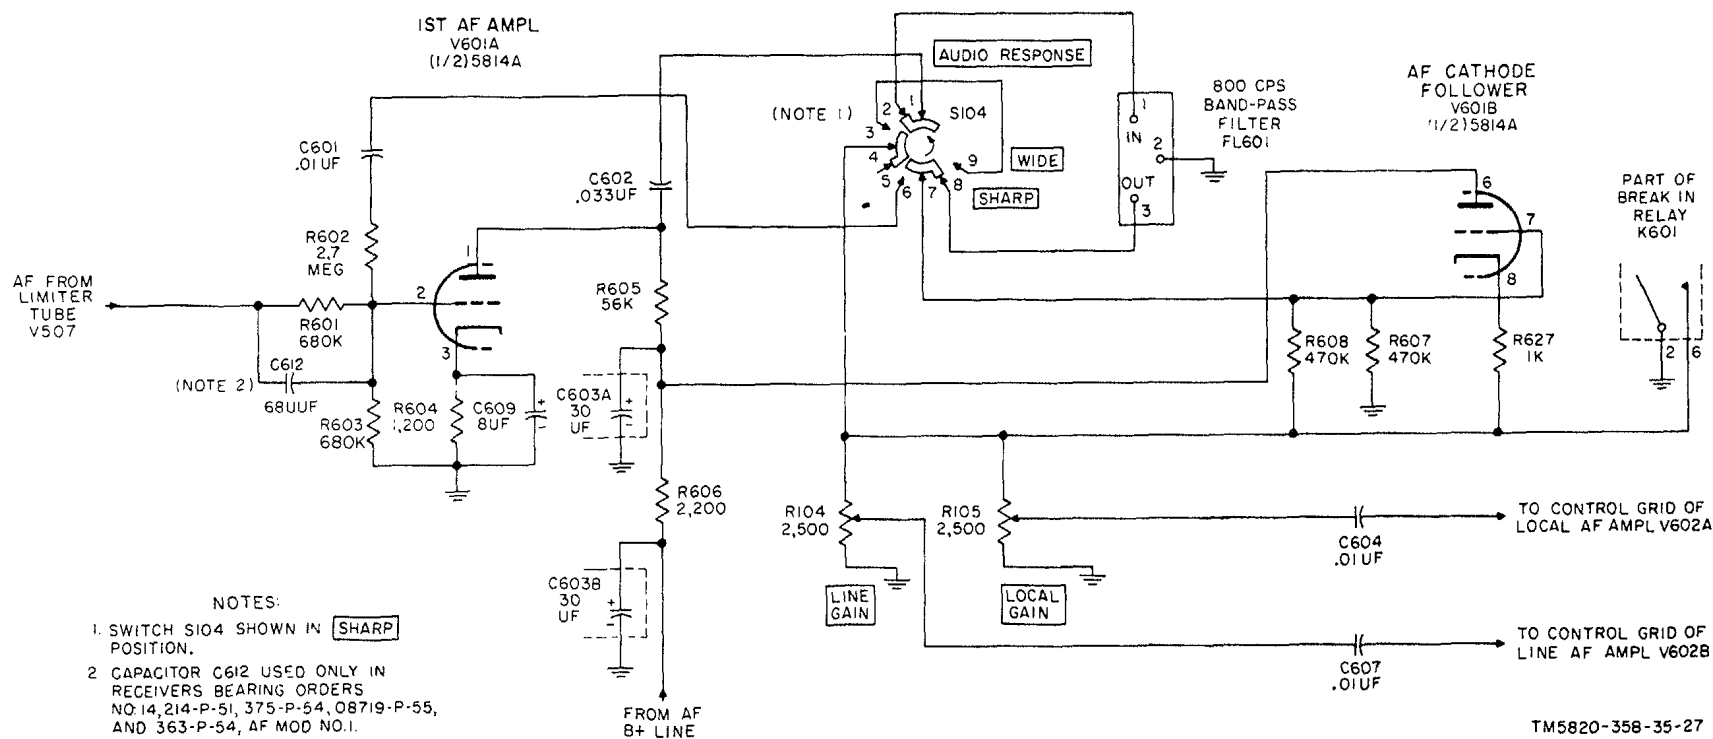 1ST AF AMPL
V601A
(1/2)5814A
C601
.01UF
R602
2.7
MEG
AF FROM
LIMITER
TUBE
V507
R601
680K
C612
(NOTE 2)
68UUF
R603
680K
R604
1,200
C609
8UF
+
-
1
2
3
C602
.033UF
R605
56K
C603A
30
UF
+
-
R606
2,200
C603B
30
UF
+
-
FROM AF
B+ LINE
AUDIO RESPONSE
(NOTE 1)
S104
1
2
3
4
5
6
7
8
9
WIDE
SHARP
1
IN
2
OUT
3
800 CPS
BAND-PASS
FILTER
FL601
AF CATHODE
FOLLOWER
V601B
(1/2)5814A
6
7
8
PART OF
BREAK IN
RELAY
K601
2
6
R608
470K
R607
470K
R627
1K
R104
2,500
R105
2,500
LINE
GAIN
LOCAL
GAIN
C604
.01UF
TO CONTROL GRID OF
LOCAL AF AMPL V602A
C607
.01UF
TO CONTROL GRID OF
LINE AF AMPL V602B
NOTES:
1. SWITCH S104 SHOWN IN SHARP
POSITION.
2 CAPACITOR C612 USED ONLY IN
RECEIVERS BEARING ORDERS
NO.14,214-P-51, 375-P-54, 08719-P-55,
AND 363-P-54, AF MOD NO.1.
TM5820-358-35-27